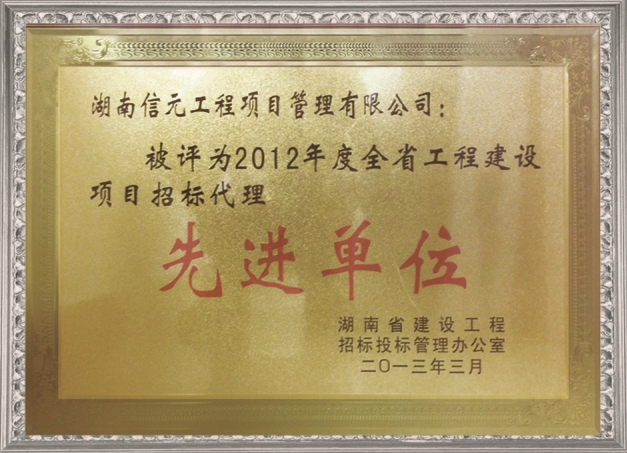 湖南信元工程项目管理有限公司：
被评为2012年度全省工程建设
项目招标代理
先进单位
湖南省建设工程
招标投标管理办公室
二〇一三年三月